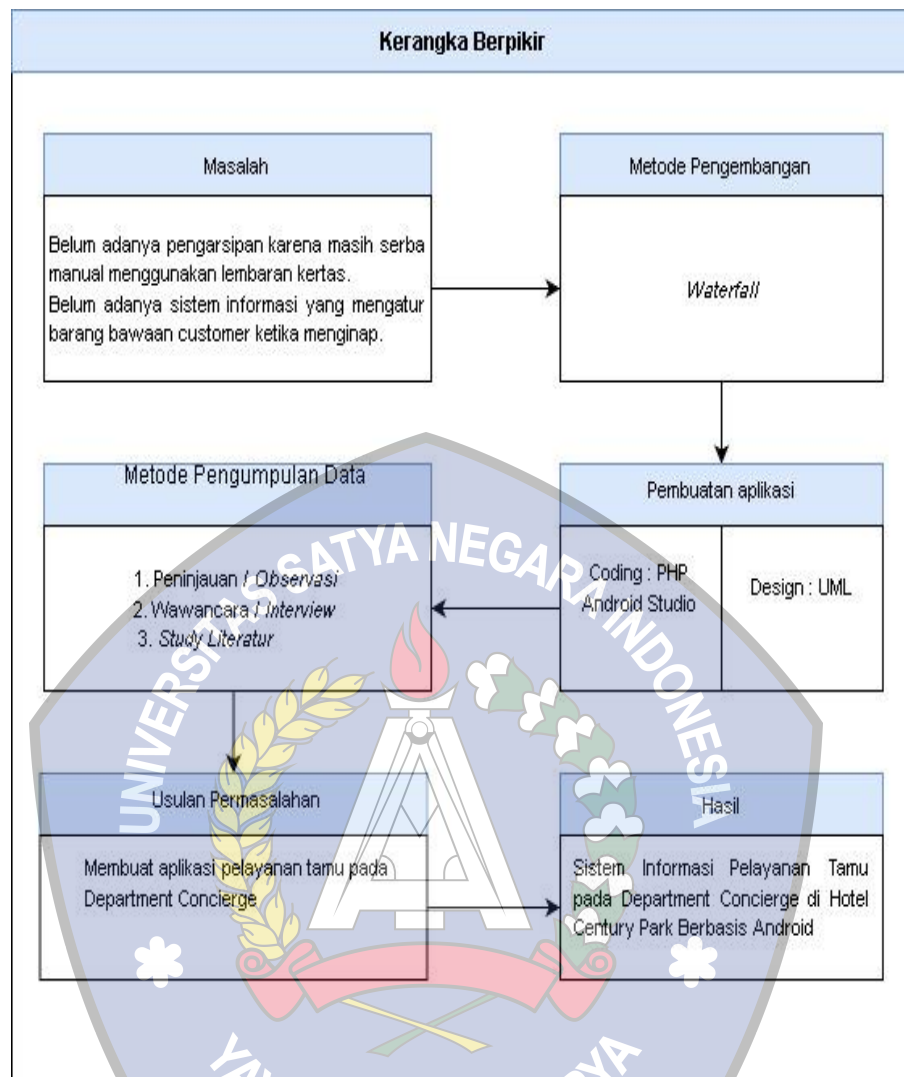 Kerangka Berpikir
Masalah
Belum adanya pengarsipan karena masih serba
manual menggunakan lembaran kertas.
Belum adanya sistem informasi yang mengatur
barang bawaan customer ketika menginap.
Metode Pengembangan
Waterfall
Pembuatan aplikasi
Coding : PHP
Android Studio
Design : UML
Metode Pengumpulan Data
1. Peninjauan / Observasi
2. Wawancara / Interview
3. Study Literatur
Usulan Permasalahan
Membuat aplikasi pelayanan tamu pada
Department Concierge
Hasil
Sistem Informasi Pelayanan Tamu
pada Department Concierge di Hotel
Century Park Berbasis Android
UNIVERSITAS SATYA NEGARA INDONESIA